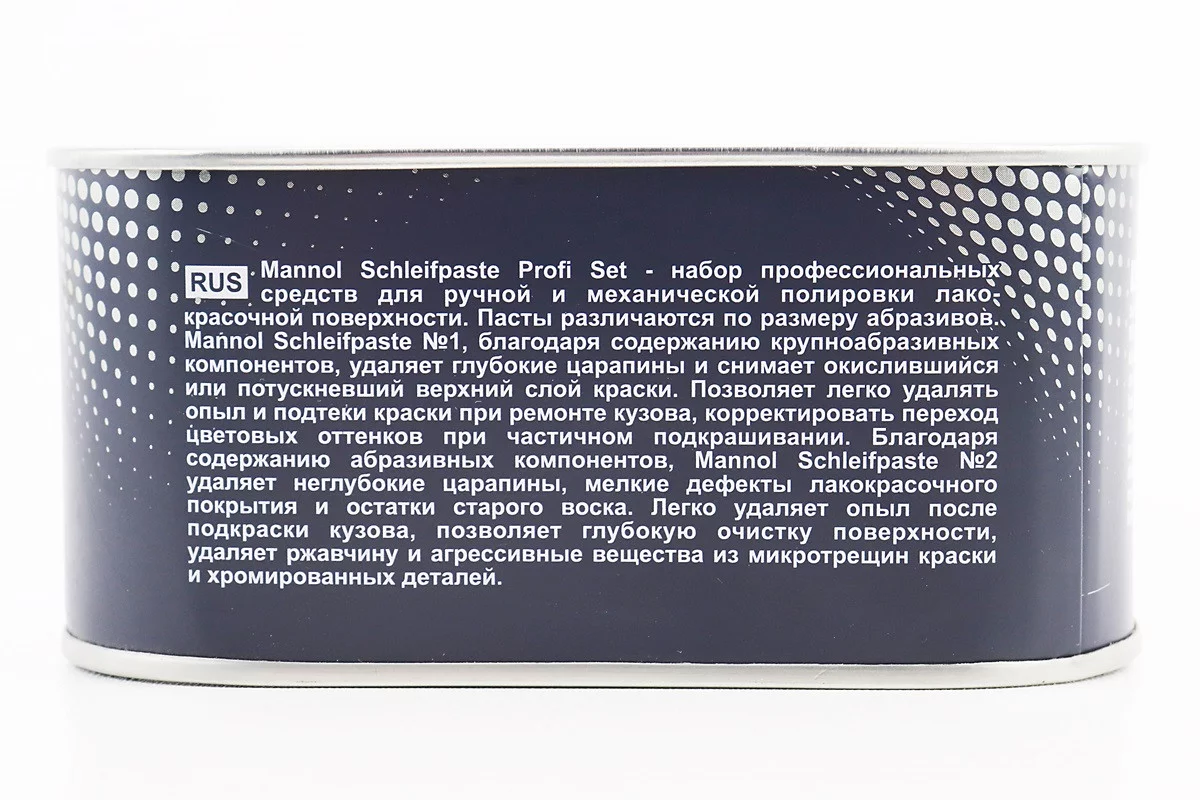 RUS Mannol Schleifpaste Profi Set - набор профессиональных
средств для ручной и механической полировки лако-
красочной поверхности. Пасты различаются по размеру абразивов.
Mannol Schleifpaste №1, благодаря содержанию крупноабразивных
компонентов, удаляет глубокие царапины и снимает окислившийся
или потускневший верхний слой краски. Позволяет легко удалять
опыл и подтеки краски при ремонте кузова, корректировать переход
цветовых оттенков при частичном подкрашивании. Благодаря
содержанию абразивных компонентов, Mannol Schleifpaste №2
удаляет неглубокие царапины, мелкие дефекты лакокрасочного
покрытия и остатки старого воска. Легко удаляет опыл после
подкраски кузова, позволяет глубокую очистку поверхности,
удаляет ржавчину и агрессивные вещества из микротрещин краски
и хромированных деталей.